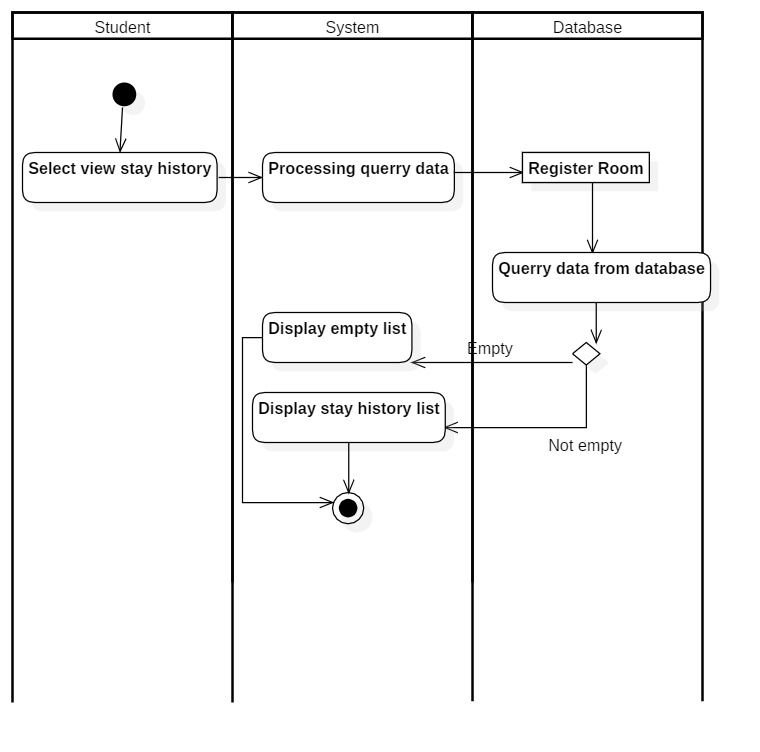 Student
System
Database
Select view stay history
Processing querry data
Register Room
Querry data from database
Display empty list
Empty
Display stay history list
Not empty